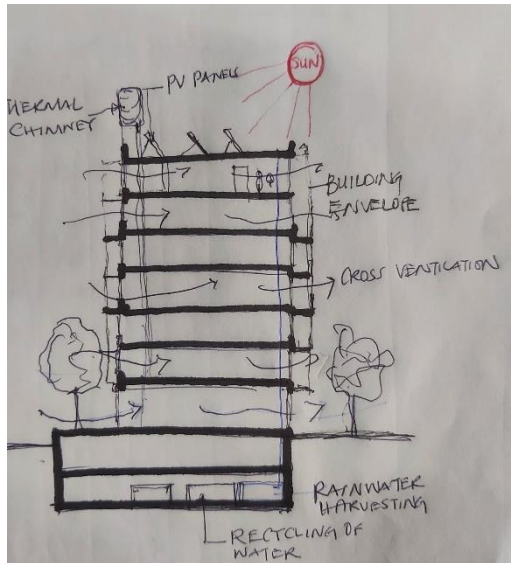 SUN
PV PANELS
THERMAL
CHIMNEY
BUILDING
ENVELOPE
CROSS VENTILATION
RAINWATER
HARVESTING
RECYCLING OF
WATER